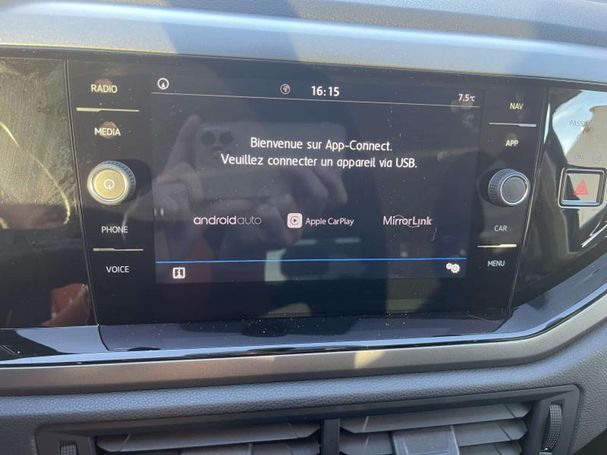 RADIO
16:15
7.5°C
NAV
MEDIA
APP
Bienvenue sur App-Connect.
Veuillez connecter un appareil via USB.
androidauto
Apple CarPlay
MirrorLink
PHONE
CAR
VOICE
MENU